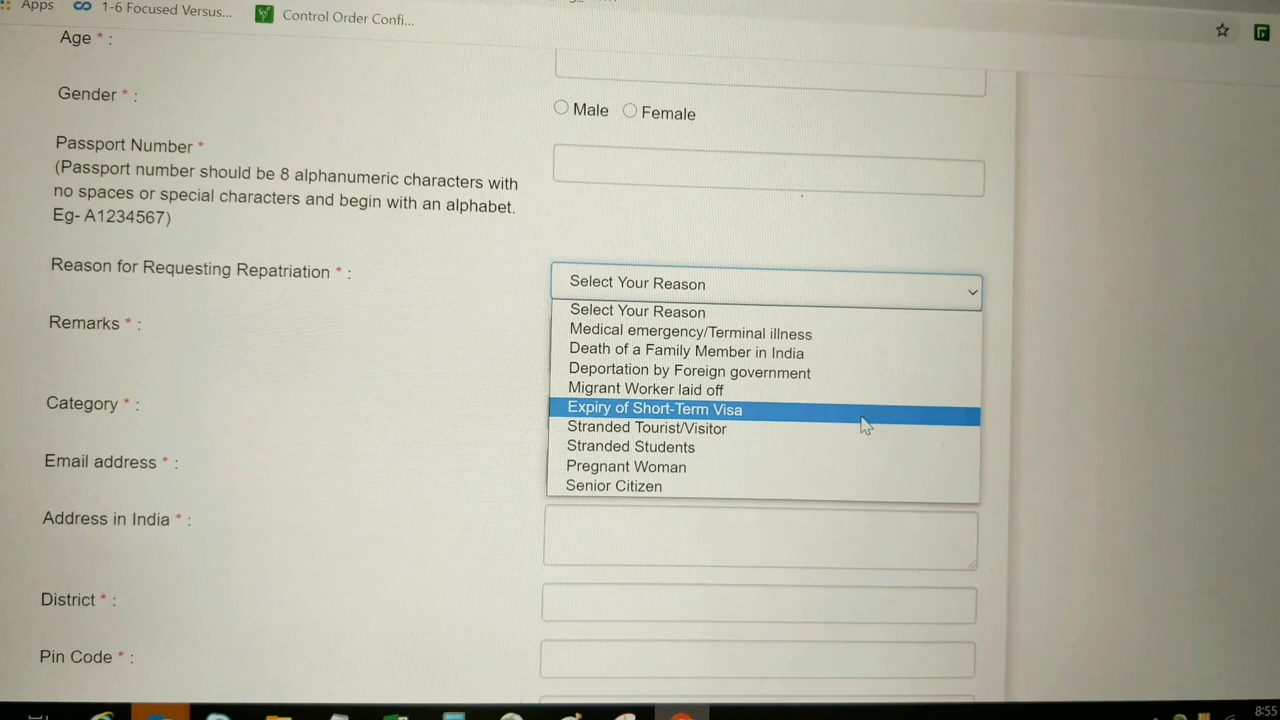 Apps 1-6 Focused Versus... Control Order Confi...
Age * :
Gender * :
Male Female
Passport Number *
(Passport number should be 8 alphanumeric characters with
no spaces or special characters and begin with an alphabet.
Eg- A1234567)
Reason for Requesting Repatriation * :
Select Your Reason
Select Your Reason
Medical emergency/Terminal illness
Death of a Family Member in India
Deportation by Foreign government
Migrant Worker laid off
Expiry of Short-Term Visa
Stranded Tourist/Visitor
Stranded Students
Pregnant Woman
Senior Citizen
Remarks * :
Category * :
Email address * :
Address in India * :
District * :
Pin Code * :
8:55